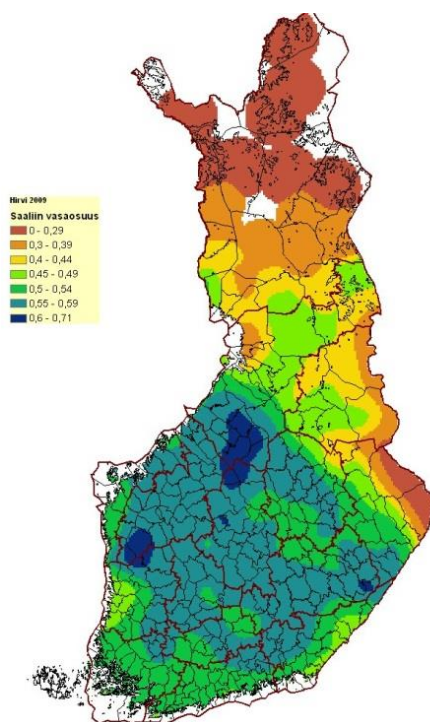 Hirvi 2009
Saaliin vasaosuus
0 - 0,29
0,3 - 0,39
0,4 - 0,44
0,45 - 0,49
0,5 - 0,54
0,55 - 0,59
0,6 - 0,71